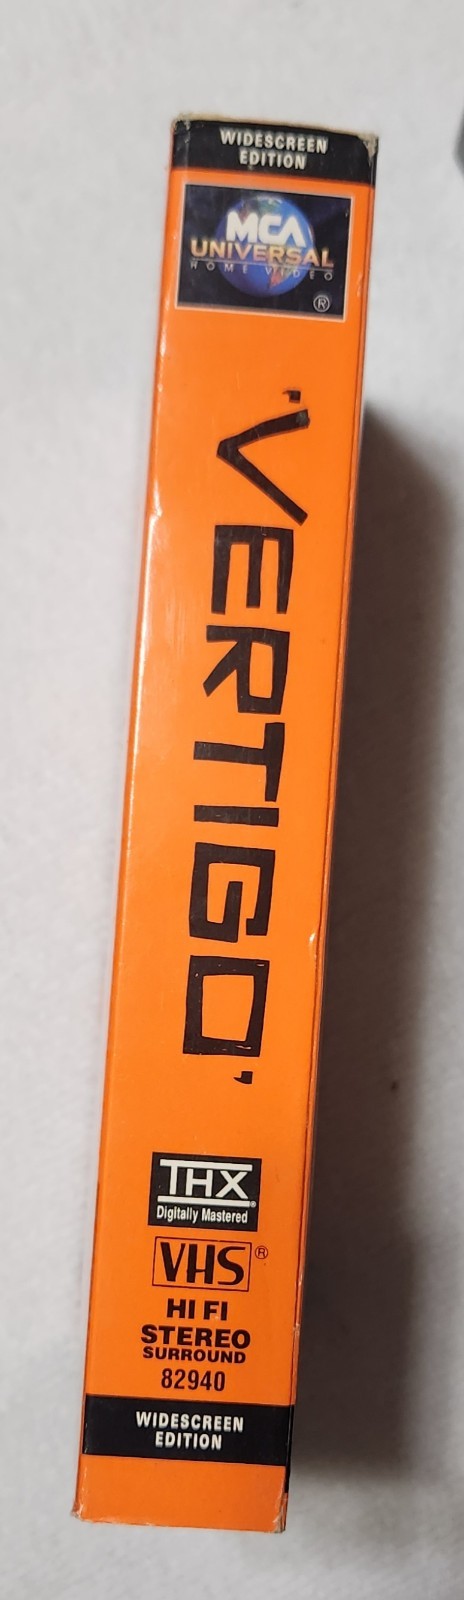 WIDESCREEN
EDITION
MCA
UNIVERSAL
HOME VIDEO
®
'VERTIGO'
THX®
Digitally Mastered
VHS®
HI FI
STEREO
SURROUND
82940
WIDESCREEN
EDITION